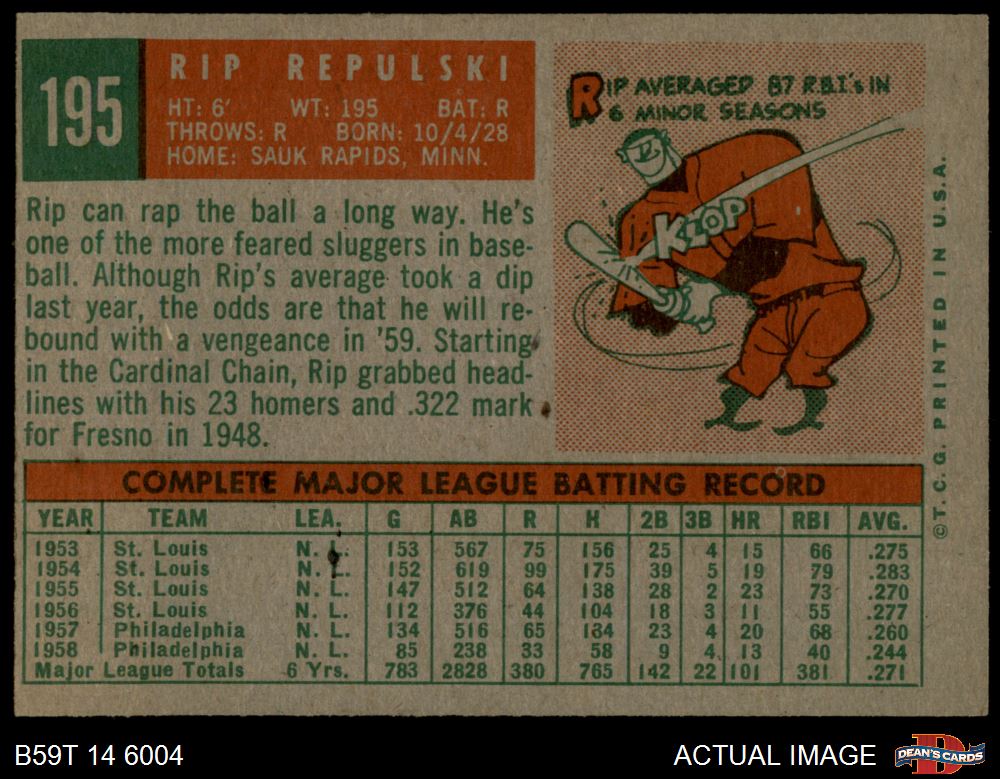 195
RIP REPULSKI
HT: 6' WT: 195 BAT: R
THROWS: R BORN: 10/4/28
HOME: SAUK RAPIDS, MINN.
RIP AVERAGED 87 R.B.I.'s IN
6 MINOR SEASONS
KLOP
Rip can rap the ball a long way. He's
one of the more feared sluggers in base-
ball. Although Rip's average took a dip
last year, the odds are that he will re-
bound with a vengeance in '59. Starting
in the Cardinal Chain, Rip grabbed head-
lines with his 23 homers and .322 mark
for Fresno in 1948.
COMPLETE MAJOR LEAGUE BATTING RECORD
YEAR TEAM LEA. G AB R H 2B 3B HR RBI AVG.
1953 St. Louis N. L. 153 567 75 156 25 4 15 66 .275
1954 St. Louis N. L. 152 619 99 175 39 5 19 79 .283
1955 St. Louis N. L. 147 512 64 138 28 2 23 73 .270
1956 St. Louis N. L. 112 376 44 104 18 3 11 55 .277
1957 Philadelphia N. L. 134 516 65 134 23 4 20 68 .260
1958 Philadelphia N. L. 85 238 33 58 9 4 13 40 .244
Major League Totals 6 Yrs. 783 2828 380 765 142 22 101 381 .271
© T. C. G. PRINTED IN U.S.A.
B59T 14 6004
ACTUAL IMAGE
DEAN'S CARDS